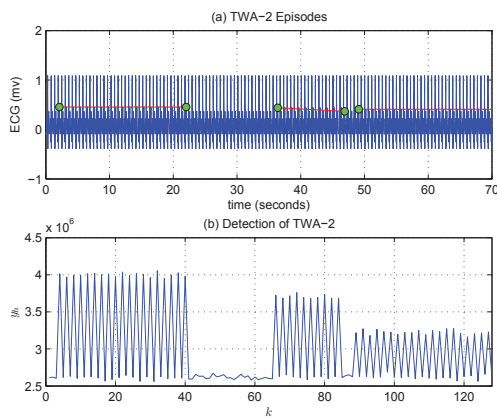 (a) TWA−2 Episodes
2
1
0
−1
ECG (mv)
0 10 20 30 40 50 60 70
time (seconds)
(b) Detection of TWA−2
x 10^6
4.5
4
3.5
3
2.5
0 20 40 60 80 100 120
k